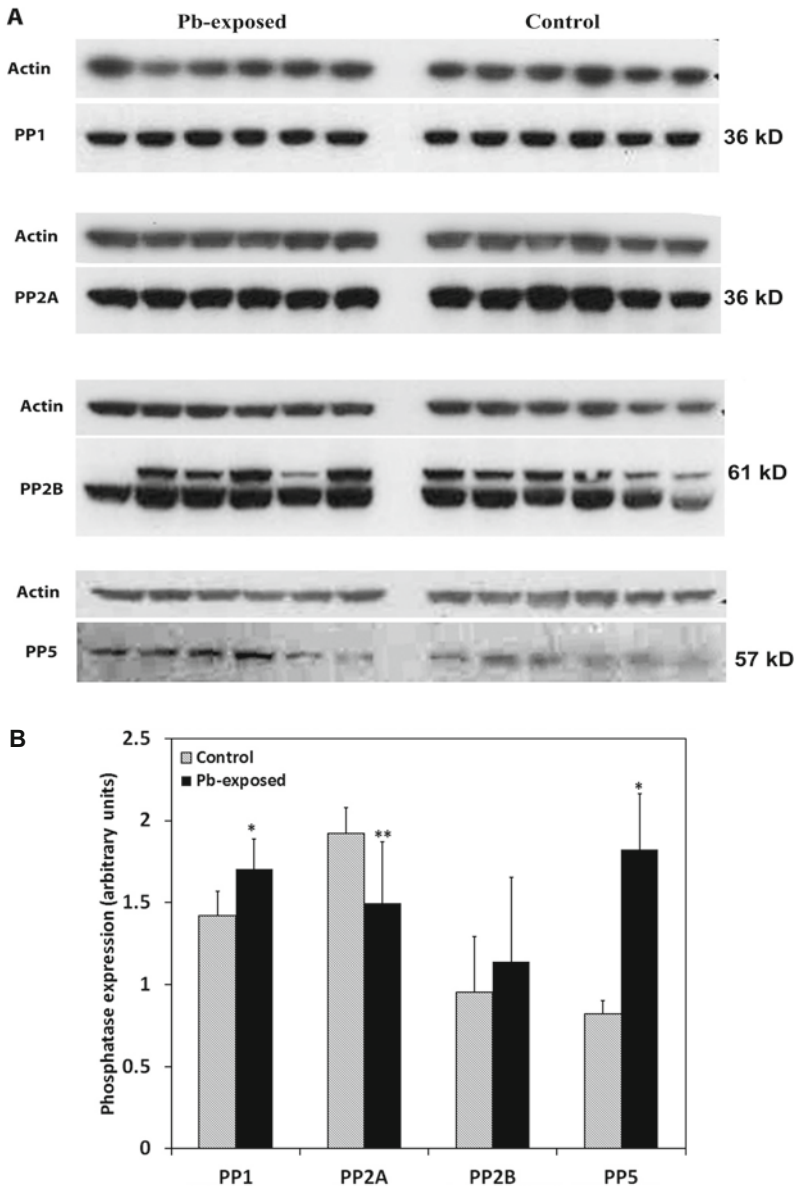 A
Pb-exposed Control
Actin
PP1 36 kD
Actin
PP2A 36 kD
Actin
PP2B 61 kD
Actin
PP5 57 kD
B
Phosphatase expression (arbitrary units)
2.5
2
1.5
1
0.5
0
Control
Pb-exposed
* ** *
PP1 PP2A PP2B PP5